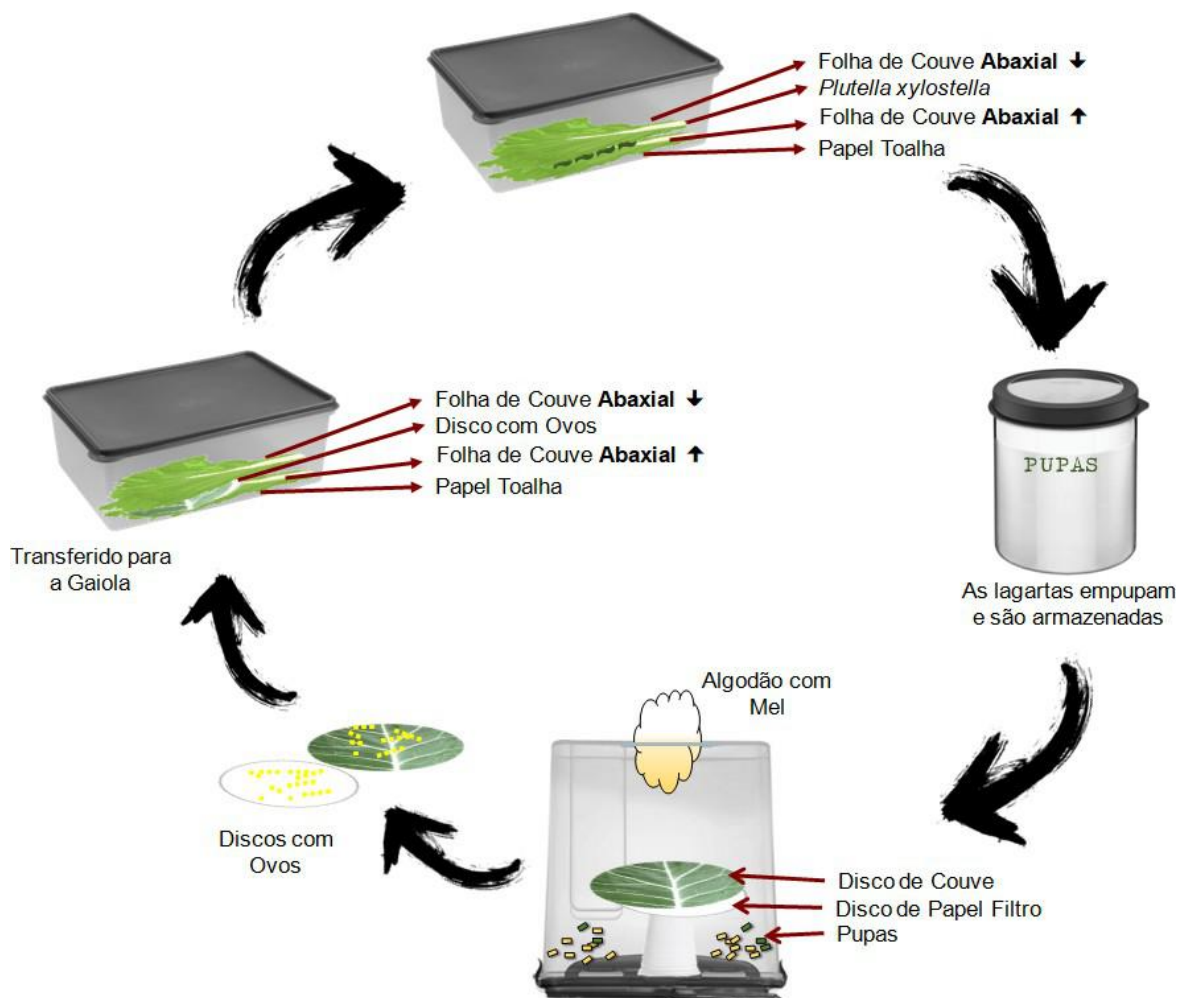 Folha de Couve Abaxial ↓
Plutella xylostella
Folha de Couve Abaxial ↑
Papel Toalha
Folha de Couve Abaxial ↓
Disco com Ovos
Folha de Couve Abaxial ↑
Papel Toalha
Transferido para
a Gaiola
PUPAS
As lagartas empupam
e são armazenadas
Algodão com
Mel
Discos com
Ovos
Disco de Couve
Disco de Papel Filtro
Pupas